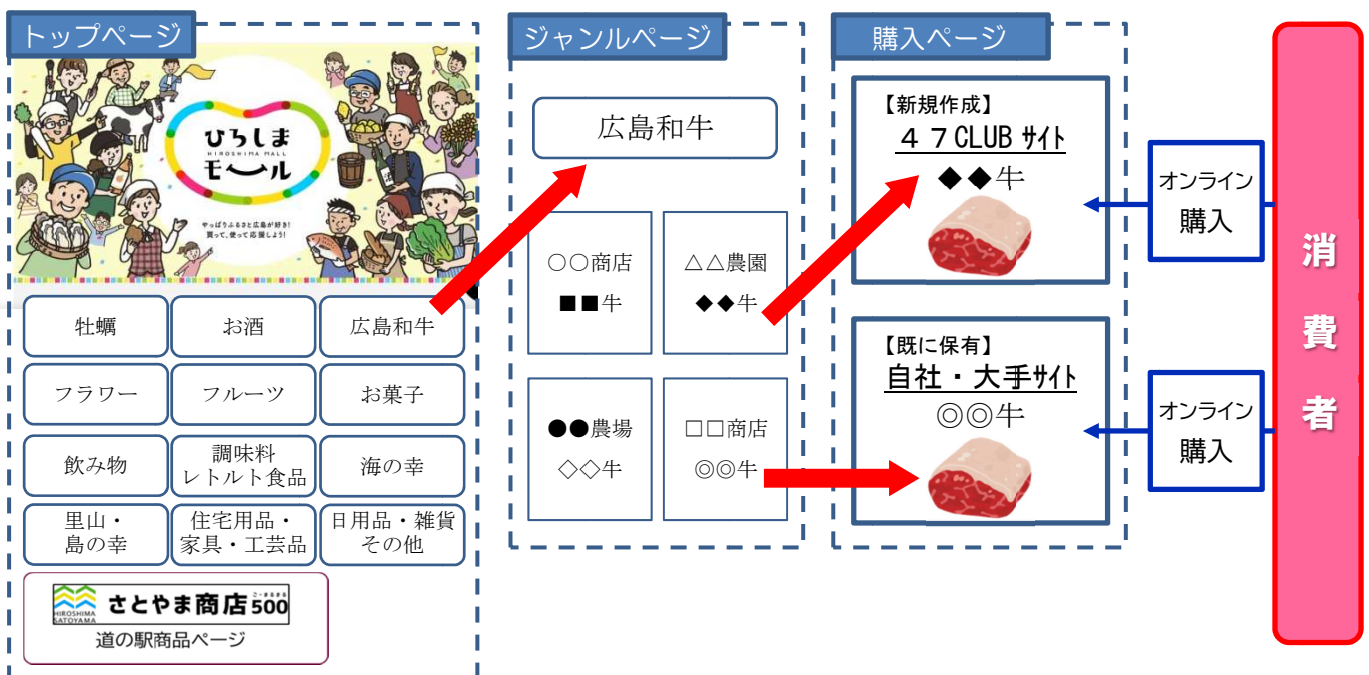 トップページ
ひろしま
HIROSHIMA MALL
モール
やっぱりふるさと広島が好き!
買って、使って応援しよう!
牡蠣
お酒
広島和牛
フラワー
フルーツ
お菓子
飲み物
調味料
レトルト食品
海の幸
里山・
島の幸
住宅用品・
家具・工芸品
日用品・雑貨
その他
HIROSHIMA
SATOYAMA
さとやま商店500
ご・まるまる
道の駅商品ページ
ジャンルページ
広島和牛
○○商店
■■牛
△△農園
◆◆牛
●●農場
◇◇牛
□□商店
◎◎牛
購入ページ
【新規作成】
４７CLUB サイト
◆◆牛
【既に保有】
自社・大手サイト
◎◎牛
オンライン
購入
オンライン
購入
消費者